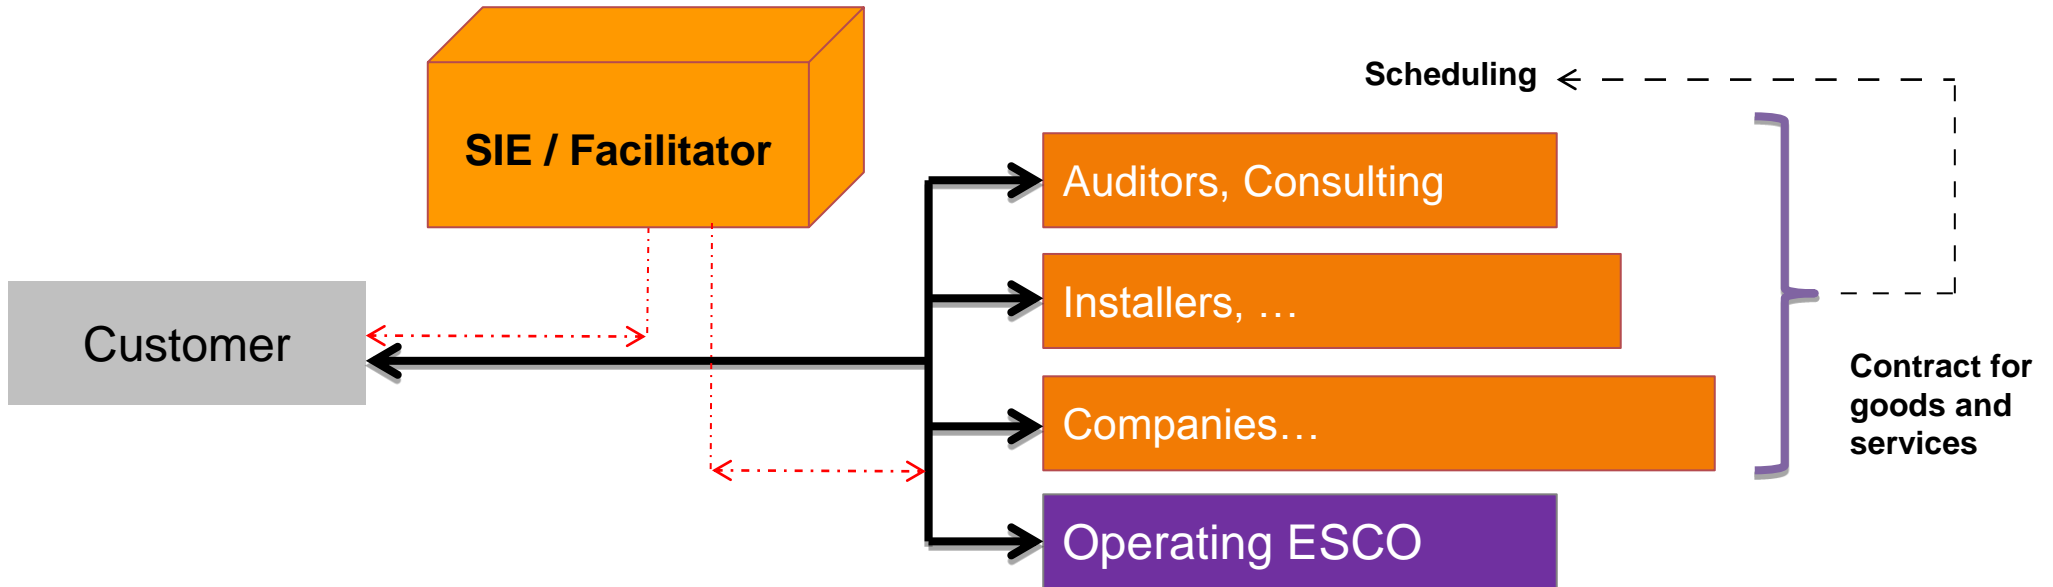 Scheduling
SIE / Facilitator
Auditors, Consulting
Installers, …
Customer
Contract for
goods and
services
Companies…
Operating ESCO